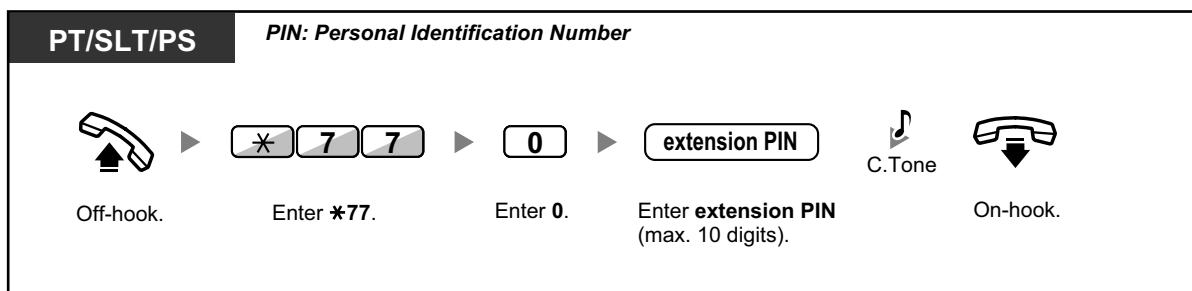 PT/SLT/PS
PIN: Personal Identification Number
* 7 7
0
extension PIN
C.Tone
Off-hook.
Enter *77.
Enter 0.
Enter extension PIN
(max. 10 digits).
On-hook.